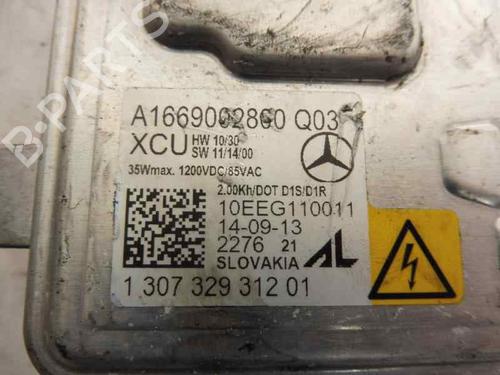 B-PARTS
A1669002800 Q03
XCU HW 10/30
SW 11/14/00
35Wmax. 1200VDC/85VAC
2.00Kh/DOT D1S/D1R
10EEG110011
14-09-13
2276 21
SLOVAKIA AL
1 307 329 312 01